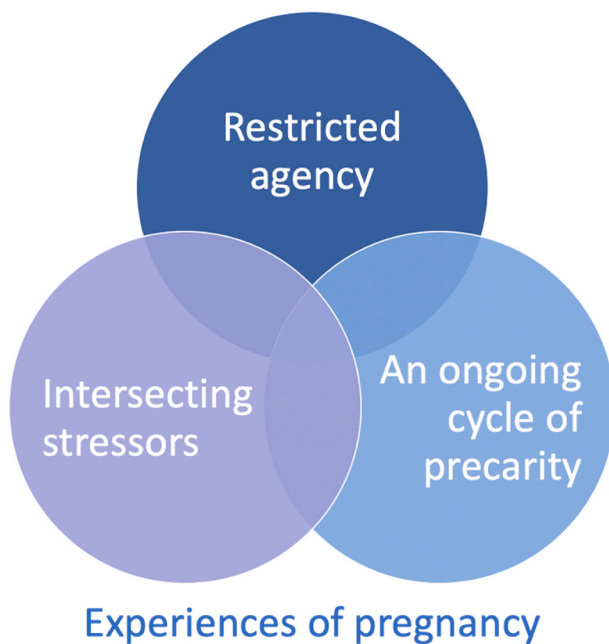 Restricted
agency
Intersecting
stressors
An ongoing
cycle of
precarity
Experiences of pregnancy